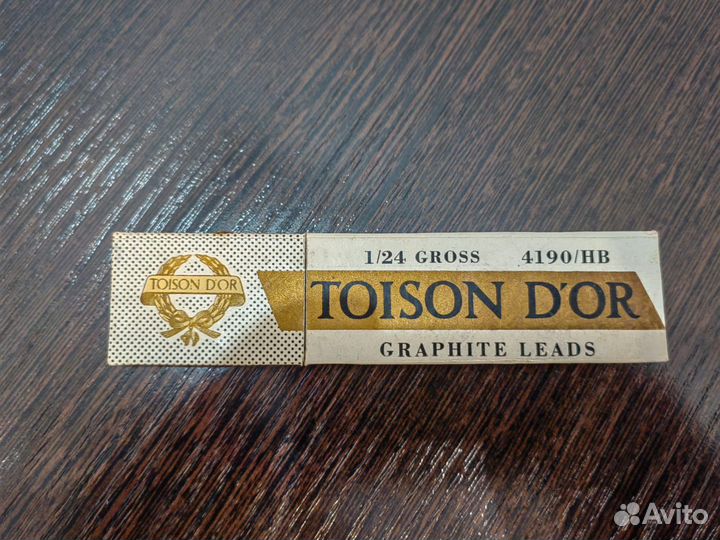 TOISON D'OR
1/24 GROSS 4190/HB
TOISON D'OR
GRAPHITE LEADS
Avito